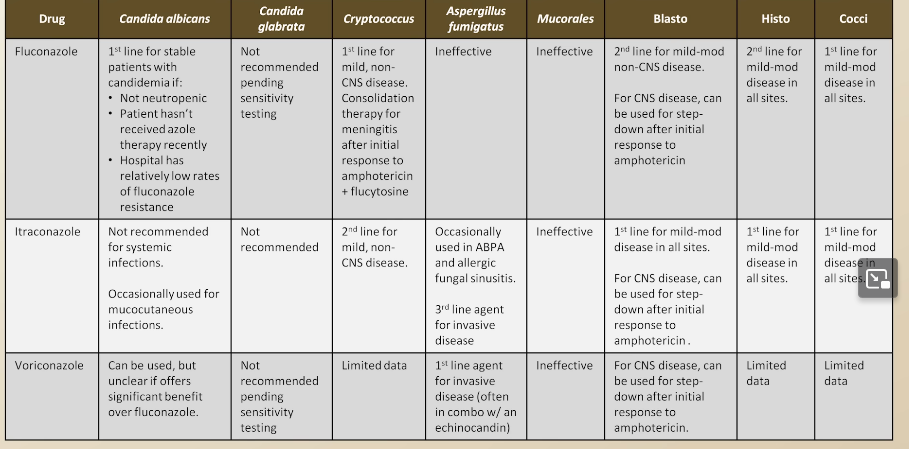 Drug
Candida albicans
Candida
glabrata
Cryptococcus
Aspergillus
fumigatus
Mucorales
Blasto
Histo
Cocci
Fluconazole
1st line for stable
patients with
candidemia if:
• Not neutropenic
• Patient hasn't
received azole
therapy recently
• Hospital has
relatively low rates
of fluconazole
resistance
Not
recommended
pending
sensitivity
testing
1st line for
mild, non-
CNS disease.
Consolidation
therapy for
meningitis
after initial
response to
amphotericin
+ flucytosine
Ineffective
Ineffective
2nd line for mild-mod
non-CNS disease.
For CNS disease, can
be used for step-
down after initial
response to
amphotericin
2nd line for
mild-mod
disease in
all sites.
1st line for
mild-mod
disease in
all sites.
Itraconazole
Not recommended
for systemic
infections.
Occasionally used for
mucocutaneous
infections.
Not
recommended
2nd line for
mild, non-
CNS disease.
Occasionally
used in ABPA
and allergic
fungal sinusitis.
3rd line agent
for invasive
disease
Ineffective
1st line for mild-mod
disease in all sites.
For CNS disease, can
be used for step-
down after initial
response to
amphotericin.
1st line for
mild-mod
disease in
all sites.
1st line for
mild-mod
disease in
all sites.
Voriconazole
Can be used, but
unclear if offers
significant benefit
over fluconazole.
Not
recommended
pending
sensitivity
testing
Limited data
1st line agent
for invasive
disease (often
in combo w/ an
echinocandin)
Ineffective
For CNS disease, can
be used for step-
down after initial
response to
amphotericin.
Limited
data
Limited
data